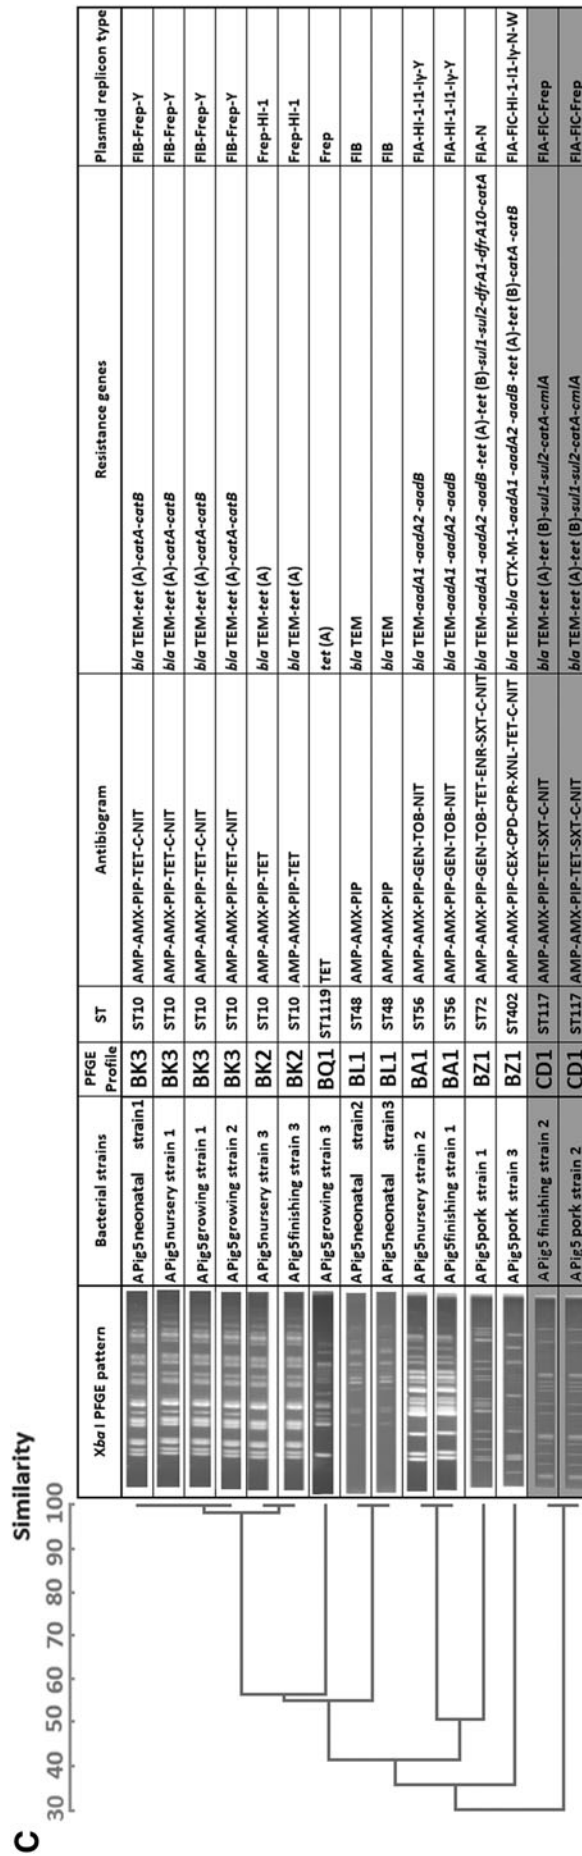 C
Similarity
30 40 50 60 70 80 90 100
Xba I PFGE pattern	Bacterial strains	PFGE Profile	ST	Antibiogram	Resistance genes	Plasmid replicon type
APig5neonatal strain1	BK3	ST10	AMP-AMX-PIP-TET-C-NIT	bla TEM-tet (A)-catA-catB	FIB-Frep-Y
APig5nursery strain 1	BK3	ST10	AMP-AMX-PIP-TET-C-NIT	bla TEM-tet (A)-catA-catB	FIB-Frep-Y
APig5growing strain 1	BK3	ST10	AMP-AMX-PIP-TET-C-NIT	bla TEM-tet (A)-catA-catB	FIB-Frep-Y
APig5growing strain 2	BK3	ST10	AMP-AMX-PIP-TET-C-NIT	bla TEM-tet (A)-catA-catB	FIB-Frep-Y
APig5nursery strain 3	BK2	ST10	AMP-AMX-PIP-TET	bla TEM-tet (A)	Frep-HI-1
APig5finishing strain 3	BK2	ST10	AMP-AMX-PIP-TET	bla TEM-tet (A)	Frep-HI-1
APig5growing strain 3	BQ1	ST1119	TET	tet (A)	Frep
APig5neonatal strain2	BL1	ST48	AMP-AMX-PIP	bla TEM	FIB
APig5neonatal strain3	BL1	ST48	AMP-AMX-PIP	bla TEM	FIB
APig5nursery strain 2	BA1	ST56	AMP-AMX-PIP-GEN-TOB-NIT	bla TEM-aadA1 -aadA2 -aadB	FIA-HI-1-I1-Iγ-Y
APig5finishing strain 1	BA1	ST56	AMP-AMX-PIP-GEN-TOB-NIT	bla TEM-aadA1 -aadA2 -aadB	FIA-HI-1-I1-Iγ-Y
APig5pork strain 1	BZ1	ST72	AMP-AMX-PIP-GEN-TOB-TET-ENR-SXT-C-NIT	bla TEM-aadA1 -aadA2 -aadB -tet (A)-tet (B)-sul1-sul2-dfrA1-dfrA10-catA	FIA-N
APig5pork strain 3	BZ1	ST402	AMP-AMX-PIP-CEX-CPD-CPR-XNL-TET-C-NIT	bla TEM-bla CTX-M-1-aadA1 -aadA2 -aadB -tet (A)-tet (B)-catA -catB	FIA-FIC-HI-1-I1-Iγ-N-W
APig5 finishing strain 2	CD1	ST117	AMP-AMX-PIP-TET-SXT-C-NIT	bla TEM-tet (A)-tet (B)-sul1-sul2-catA-cmlA	FIA-FIC-Frep
APig5 pork strain 2	CD1	ST117	AMP-AMX-PIP-TET-SXT-C-NIT	bla TEM-tet (A)-tet (B)-sul1-sul2-catA-cmlA	FIA-FIC-Frep